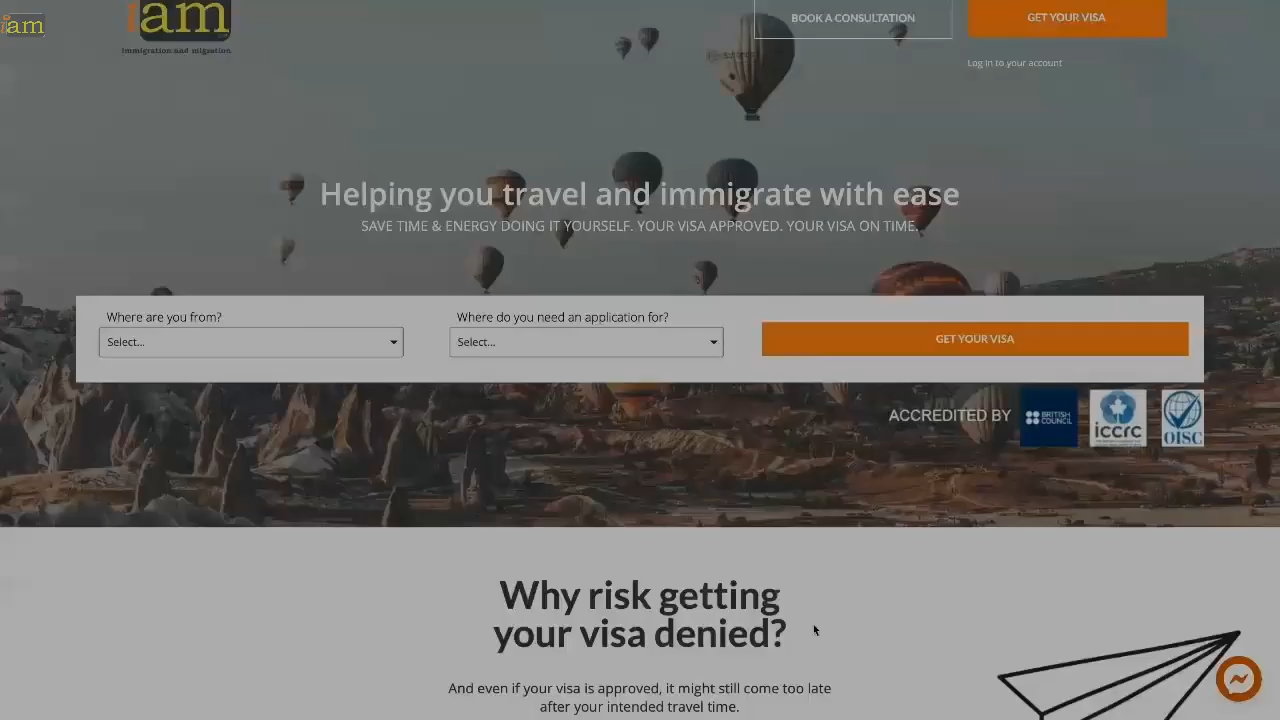 iam
iam
immigration and migration
BOOK A CONSULTATION
GET YOUR VISA
Log in to your account
Helping you travel and immigrate with ease
SAVE TIME & ENERGY DOING IT YOURSELF. YOUR VISA APPROVED. YOUR VISA ON TIME.
Where are you from?
Where do you need an application for?
Select...
Select...
GET YOUR VISA
ACCREDITED BY
BRITISH
COUNCIL
iccrc
OISC
Why risk getting
your visa denied?
And even if your visa is approved, it might still come too late
after your intended travel time.